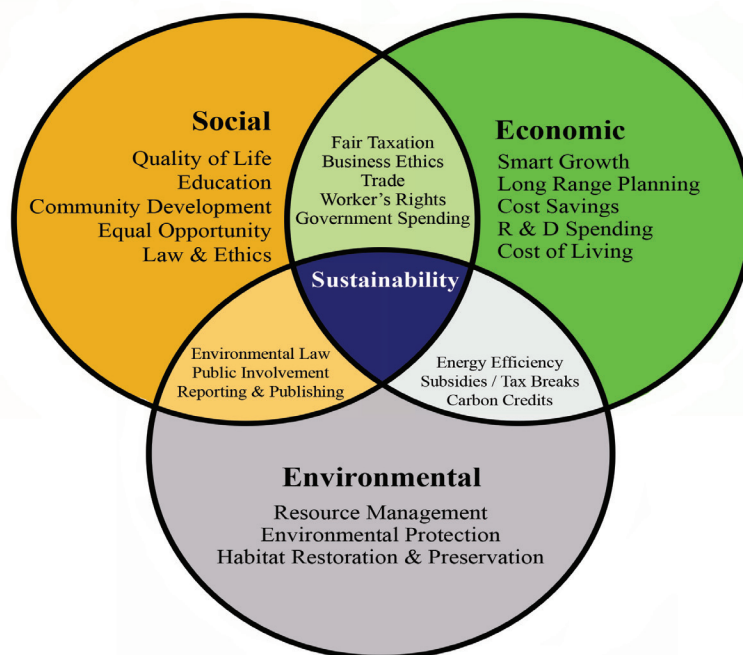 Social
Quality of Life
Education
Community Development
Equal Opportunity
Law & Ethics
Fair Taxation
Business Ethics
Trade
Worker's Rights
Government Spending
Economic
Smart Growth
Long Range Planning
Cost Savings
R & D Spending
Cost of Living
Sustainability
Environmental Law
Public Involvement
Reporting & Publishing
Energy Efficiency
Subsidies / Tax Breaks
Carbon Credits
Environmental
Resource Management
Environmental Protection
Habitat Restoration & Preservation